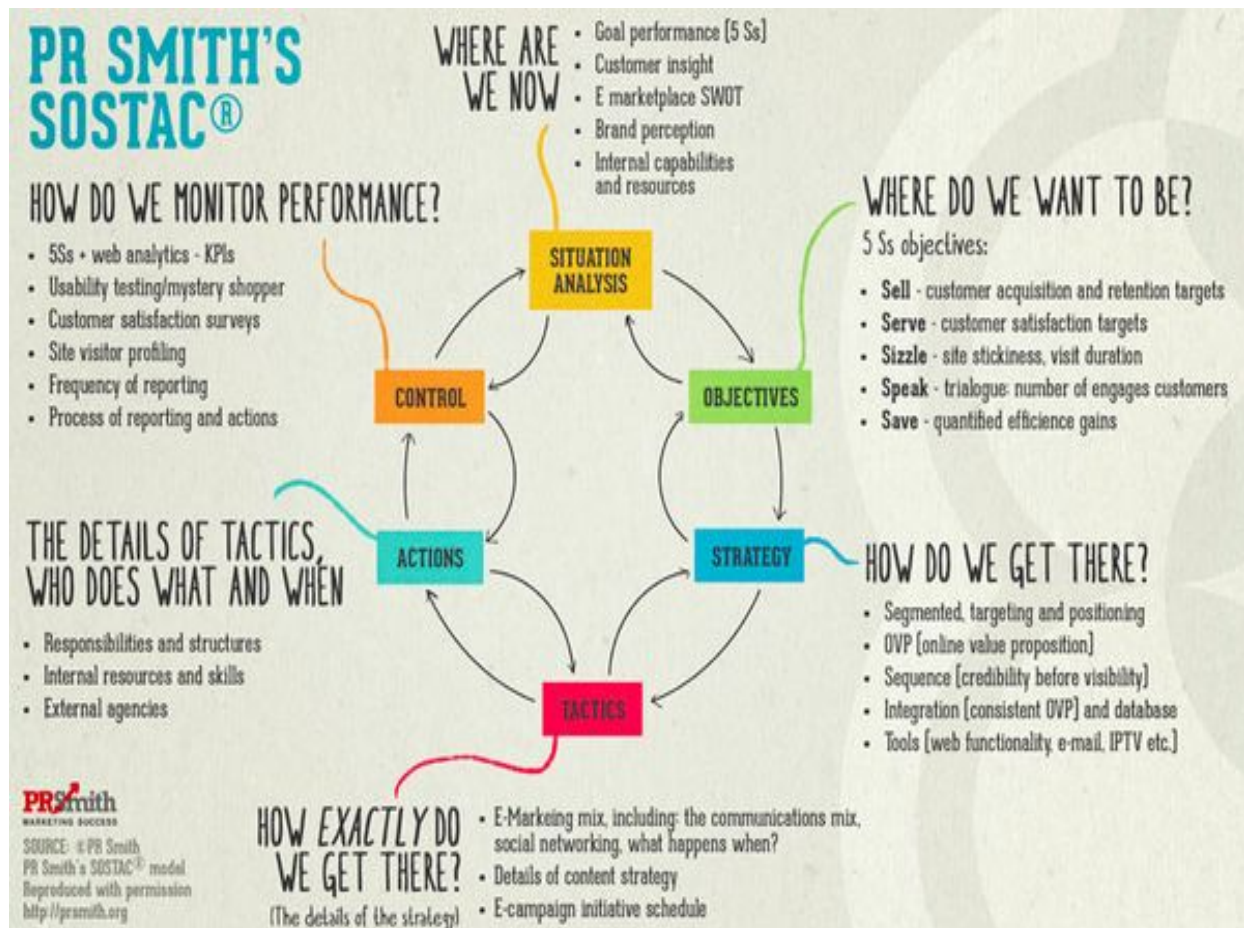 PR SMITH'S
SOSTAC®
WHERE ARE
WE NOW
• Goal performance [5 Ss]
• Customer insight
• E marketplace SWOT
• Brand perception
• Internal capabilities
and resources
HOW DO WE MONITOR PERFORMANCE?
• 5Ss + web analytics - KPIs
• Usability testing/mystery shopper
• Customer satisfaction surveys
• Site visitor profiling
• Frequency of reporting
• Process of reporting and actions
WHERE DO WE WANT TO BE?
5 Ss objectives:
• Sell - customer acquisition and retention targets
• Serve - customer satisfaction targets
• Sizzle - site stickiness, visit duration
• Speak - trialogue: number of engages customers
• Save - quantified efficience gains
SITUATION
ANALYSIS
CONTROL
OBJECTIVES
ACTIONS
STRATEGY
TACTICS
THE DETAILS OF TACTICS,
WHO DOES WHAT AND WHEN
• Responsibilities and structures
• Internal resources and skills
• External agencies
HOW DO WE GET THERE?
• Segmented, targeting and positioning
• OVP [online value proposition]
• Sequence [credibility before visibility]
• Integration [consistent OVP] and database
• Tools [web functionality, e-mail, IPTV etc.]
HOW EXACTLY DO
WE GET THERE?
[The details of the strategy]
• E-Markeing mix, including: the communications mix,
social networking, what happens when?
• Details of content strategy
• E-campaign initiative schedule
PRSmith
MARKETING SUCCESS
SOURCE: ©PR Smith
PR Smith's SOSTAC® model
Reproduced with permission
http://prsmith.org